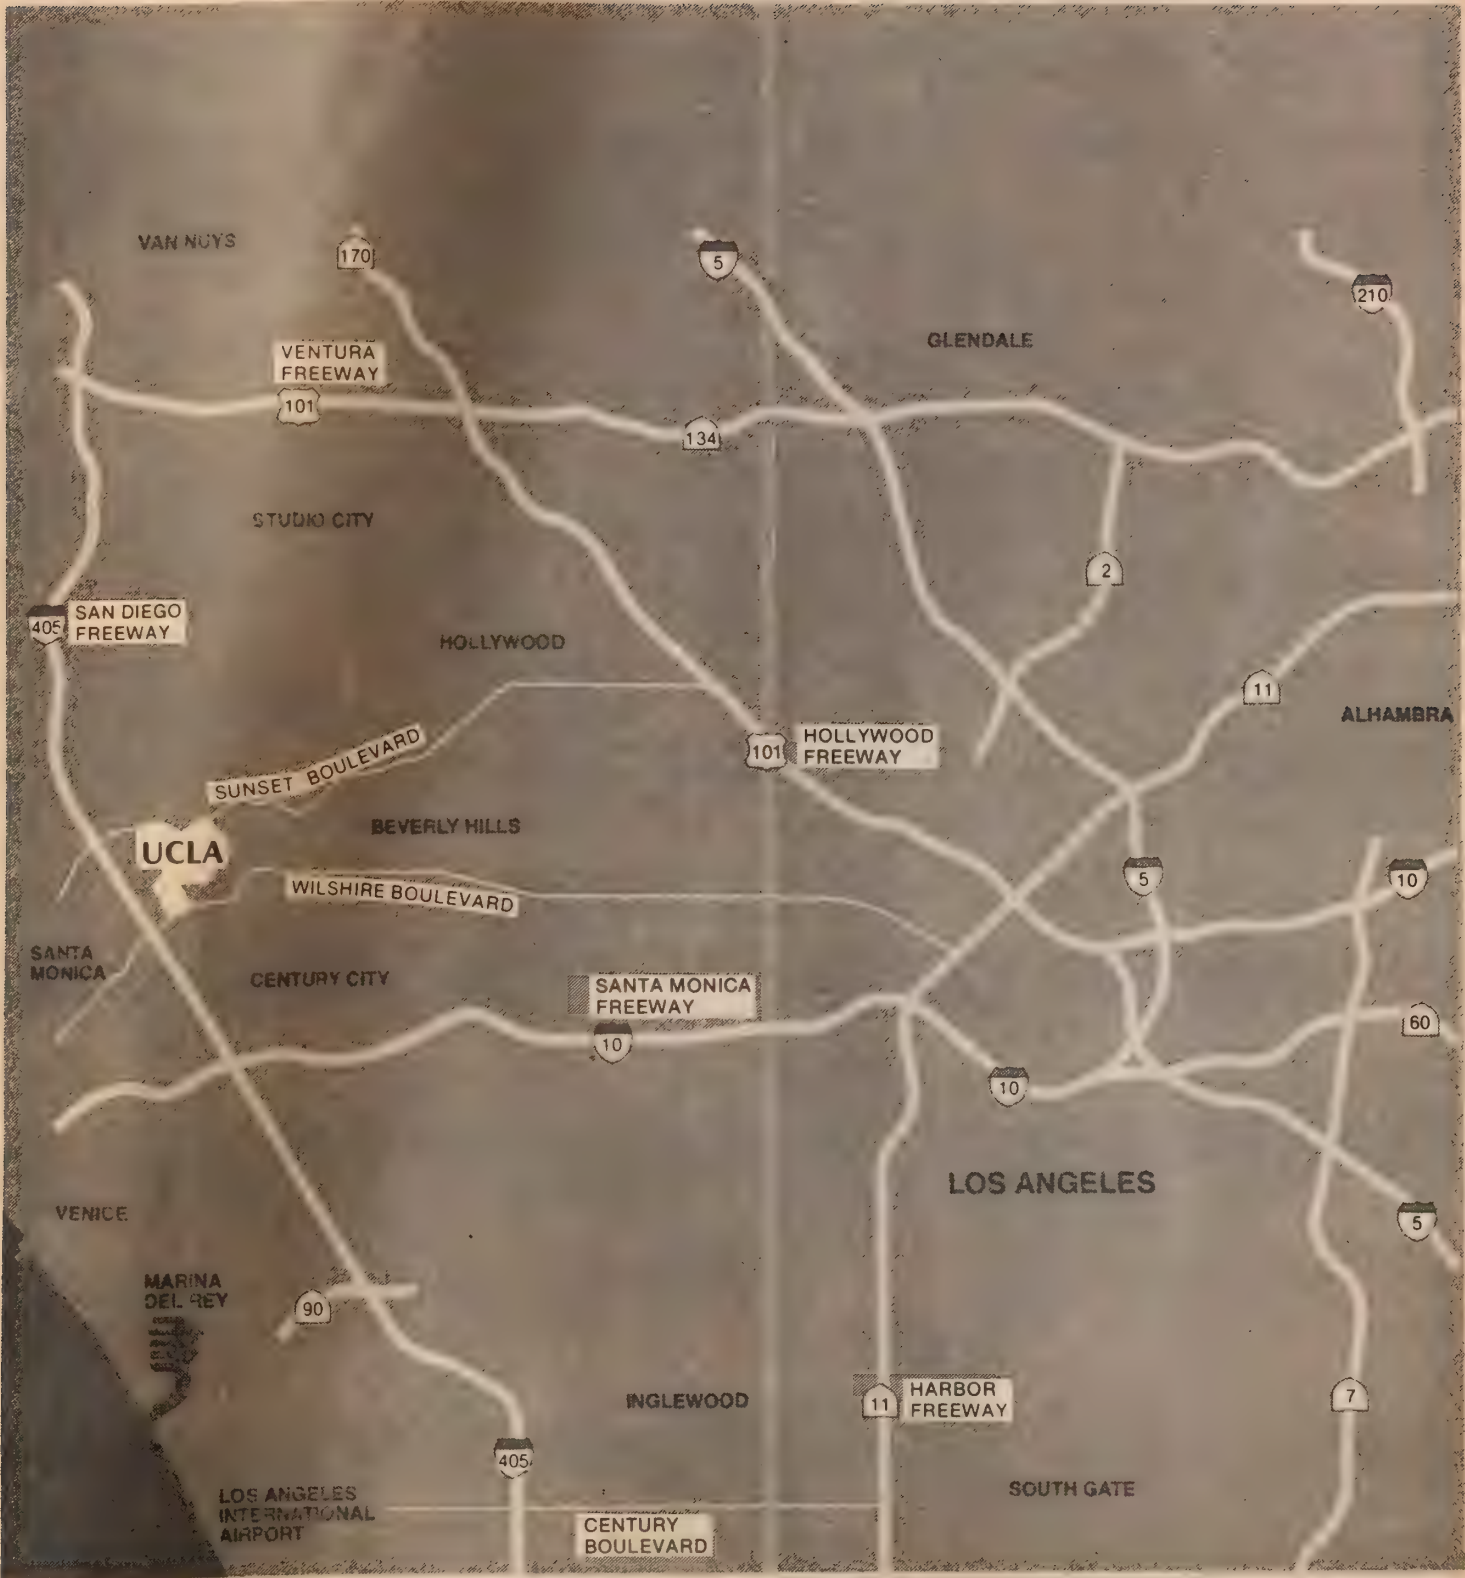 VAN NUYS
170
5
210
GLENDALE
VENTURA
FREEWAY
101
134
STUDIO CITY
2
405
SAN DIEGO
FREEWAY
HOLLYWOOD
11
ALHAMBRA
SUNSET BOULEVARD
101
HOLLYWOOD
FREEWAY
BEVERLY HILLS
UCLA
WILSHIRE BOULEVARD
5
10
SANTA
MONICA
CENTURY CITY
SANTA MONICA
FREEWAY
10
60
10
LOS ANGELES
VENICE
5
MARINA
DEL REY
90
INGLEWOOD
11
HARBOR
FREEWAY
7
405
LOS ANGELES
INTERNATIONAL
AIRPORT
SOUTH GATE
CENTURY
BOULEVARD